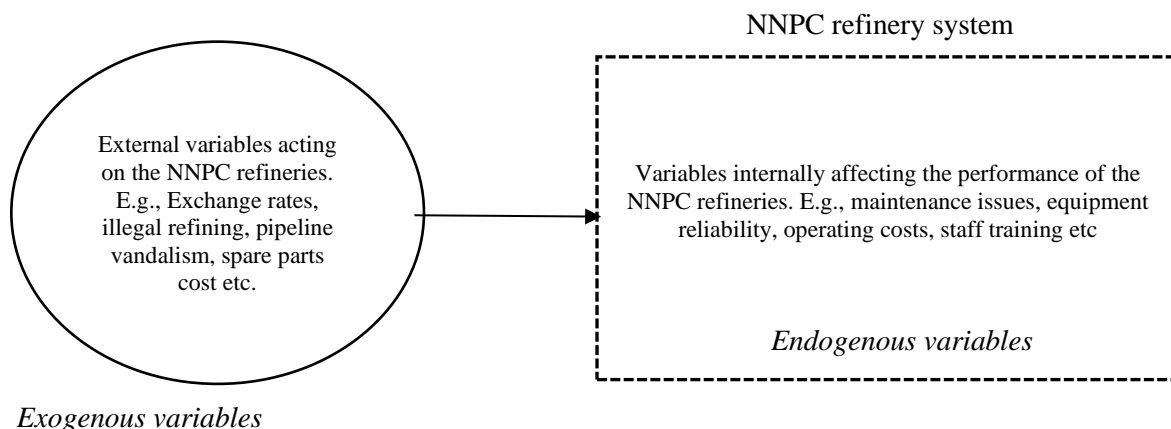 NNPC refinery system
External variables acting
on the NNPC refineries.
E.g., Exchange rates,
illegal refining, pipeline
vandalism, spare parts
cost etc.
Variables internally affecting the performance of the
NNPC refineries. E.g., maintenance issues, equipment
reliability, operating costs, staff training etc
Endogenous variables
Exogenous variables